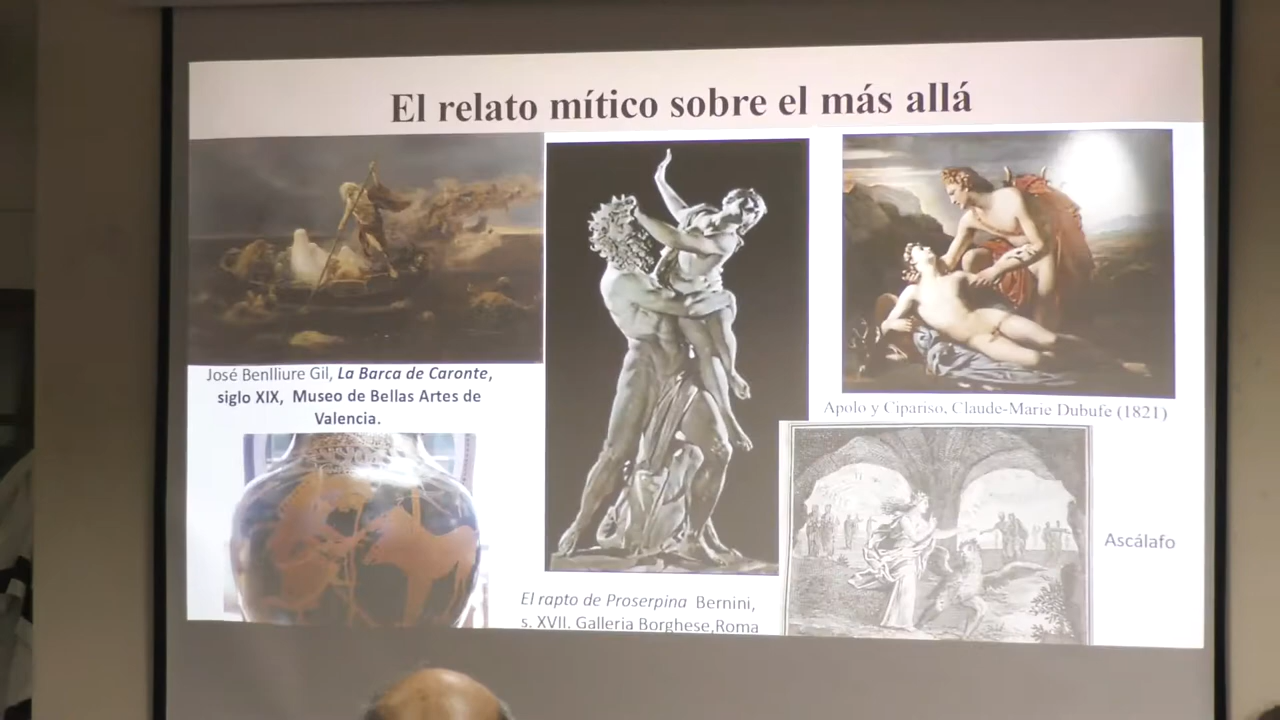 El relato mítico sobre el más allá
José Benlliure Gil, La Barca de Caronte,
siglo XIX, Museo de Bellas Artes de
Valencia.
El rapto de Proserpina Bernini,
s. XVII. Galleria Borghese,Roma
Apolo y Cipariso, Claude-Marie Dubufe (1821)
Ascálafo